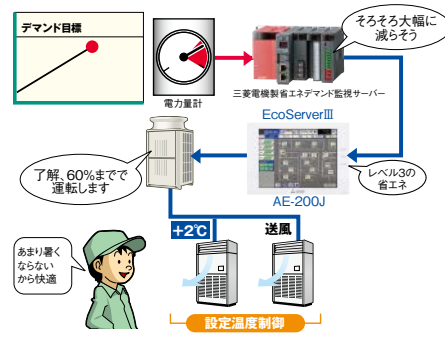 デマンド目標
そろそろ大幅に
減らそう
電力量計
三菱電機製省エネデマンド監視サーバー
EcoServerⅢ
了解、60%までで
運転します
レベル3の
省エネ
AE-200J
+2℃
送風
あまり暑く
ならない
から快適
設定温度制御